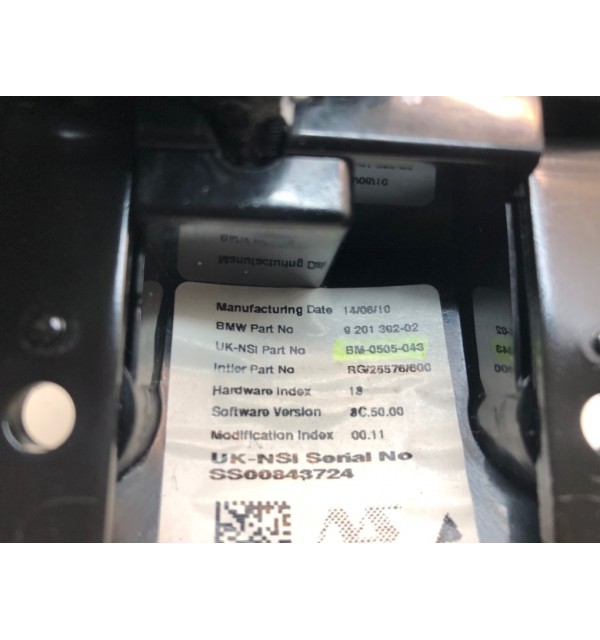 Manufacturing Date 14/06/10
BMW Part No 9 201 392-02
UK-NSI Part No BM-0505-043
Intier Part No RG/25576/600
Hardware Index 18
Software Version 8C.50.00
Modification Index 00.11
UK-NSI Serial No
SS00843724